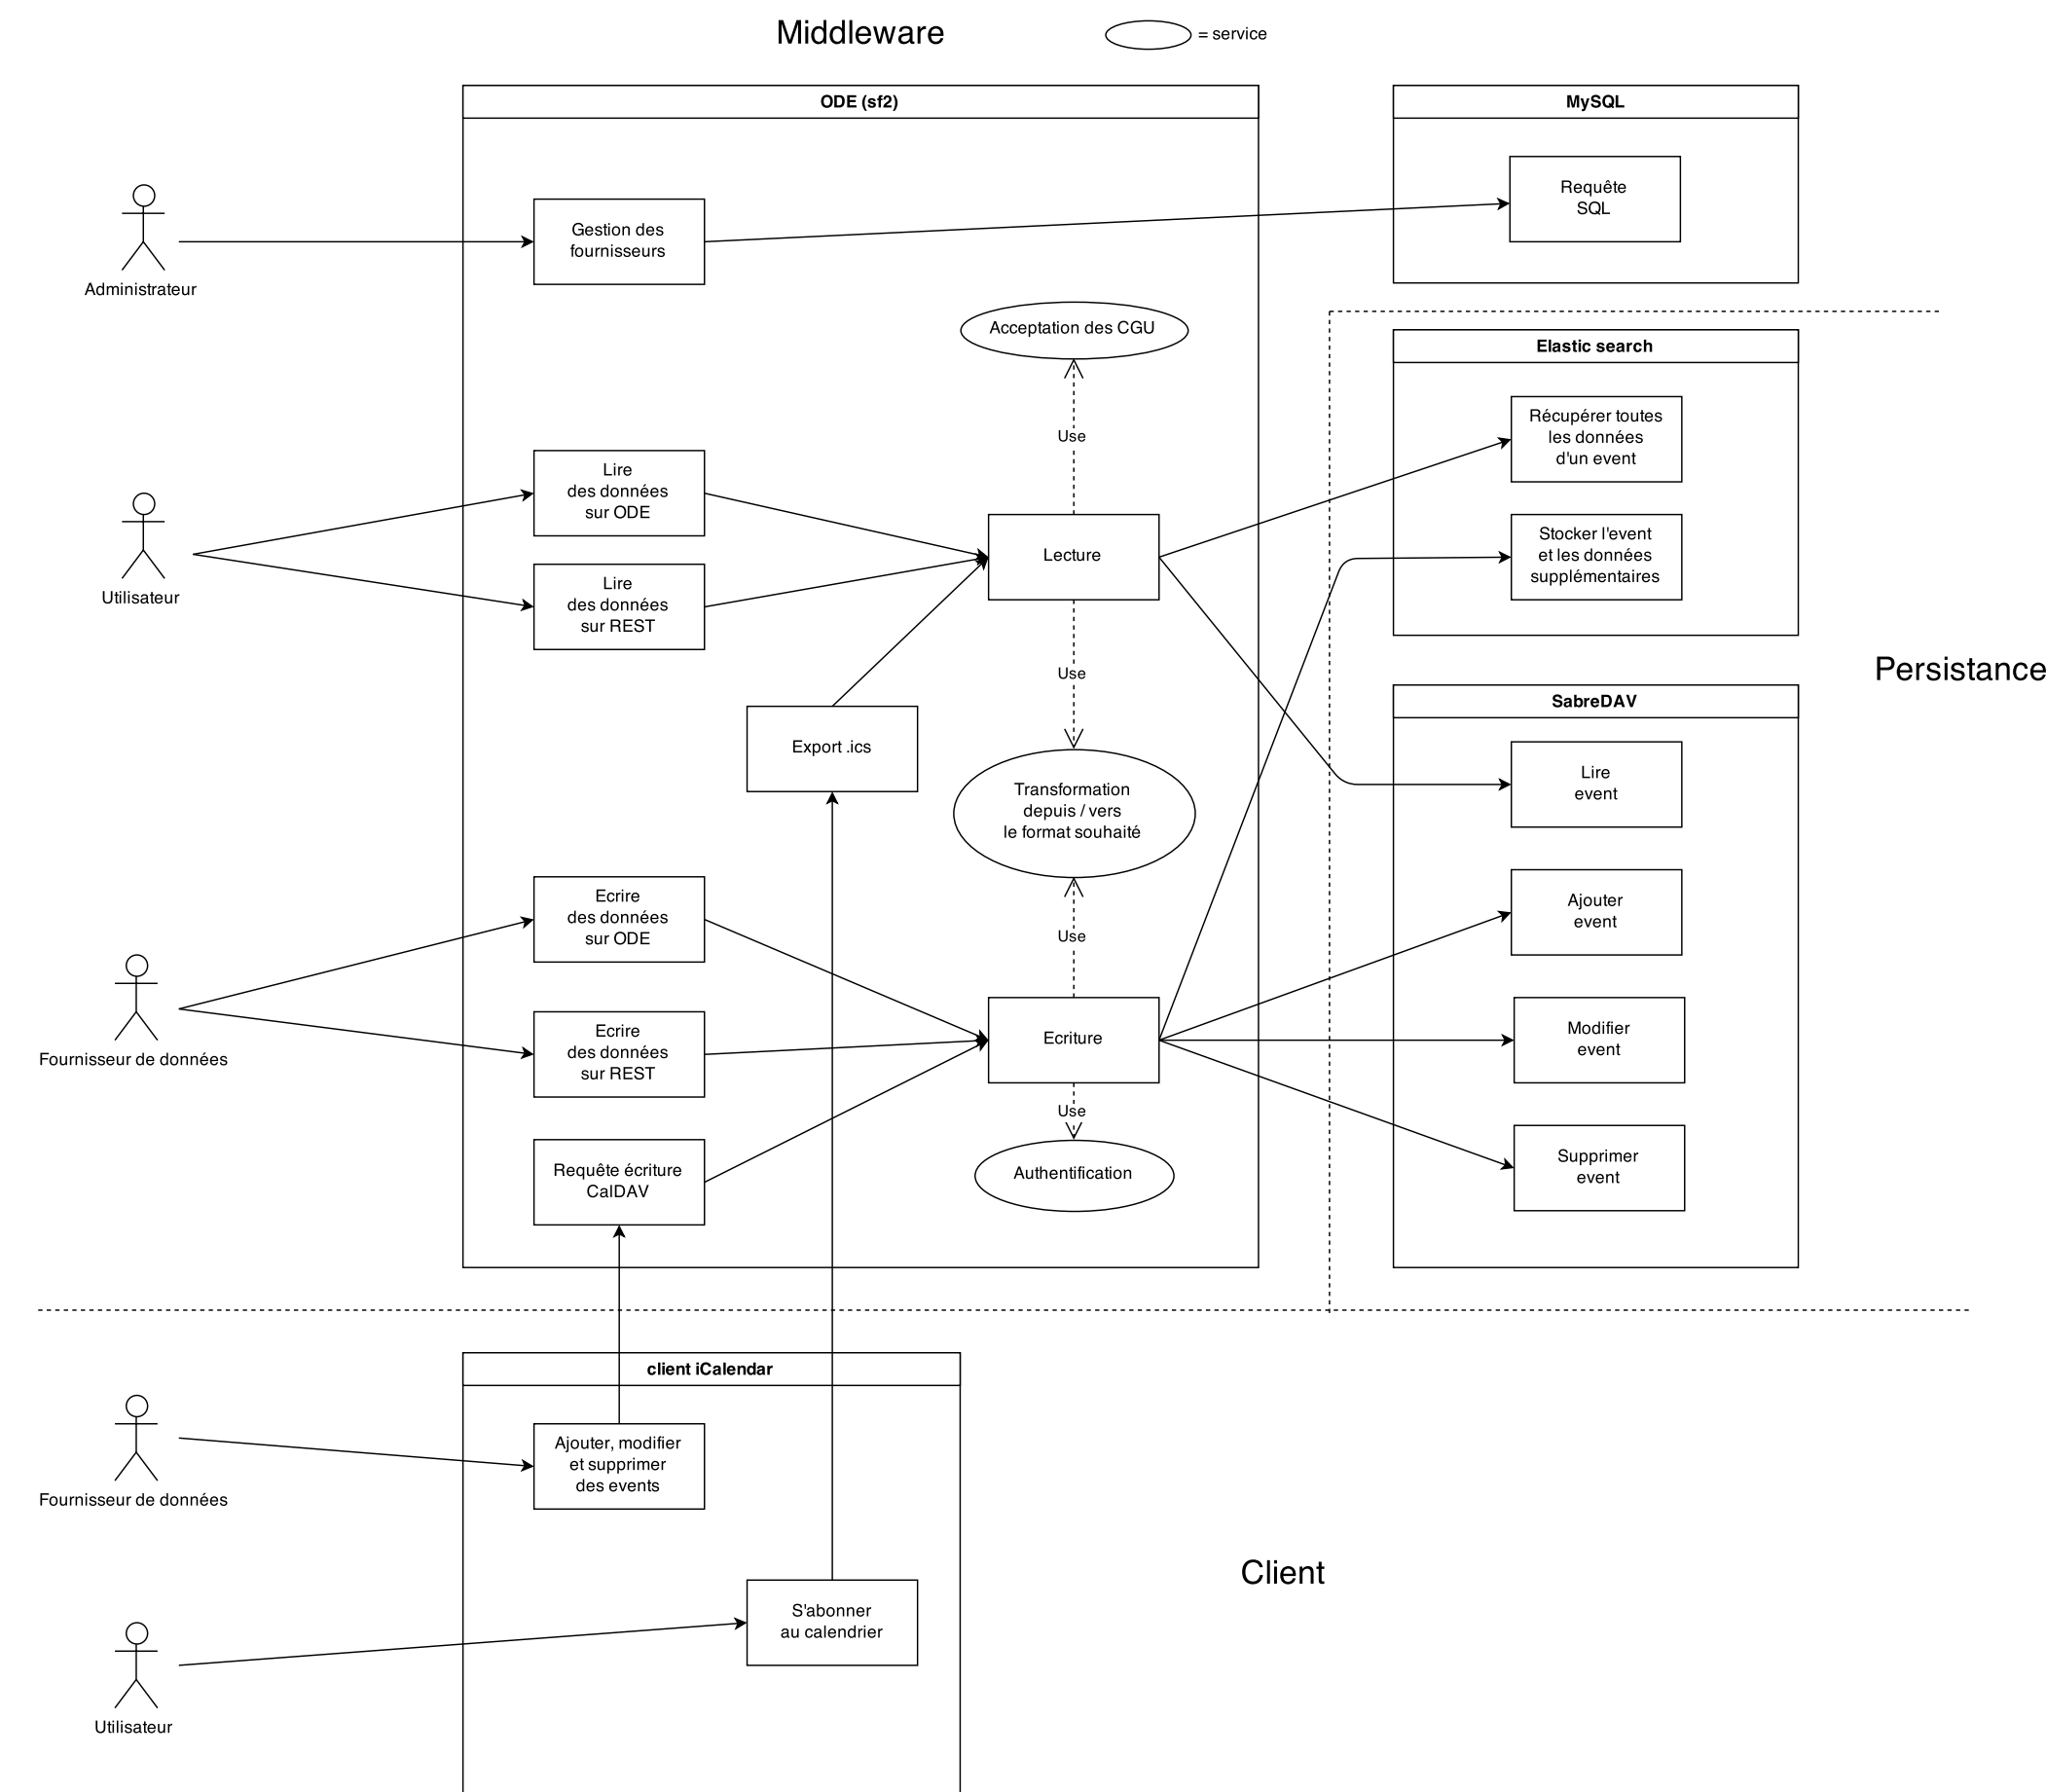 Middleware
= service
ODE (sf2)
MySQL
Requête
SQL
Gestion des
fournisseurs
Administrateur
Acceptation des CGU
Elastic search
Use
Récupérer toutes
les données
d'un event
Lire
des données
sur ODE
Lecture
Stocker l'event
et les données
supplémentaires
Utilisateur
Lire
des données
sur REST
Use
Persistance
SabreDAV
Export .ics
Lire
event
Transformation
depuis / vers
le format souhaité
Ecrire
des données
sur ODE
Use
Ajouter
event
Fournisseur de données
Ecrire
des données
sur REST
Ecriture
Modifier
event
Use
Requête écriture
CalDAV
Authentification
Supprimer
event
client iCalendar
Fournisseur de données
Ajouter, modifier
et supprimer
des events
Client
S'abonner
au calendrier
Utilisateur